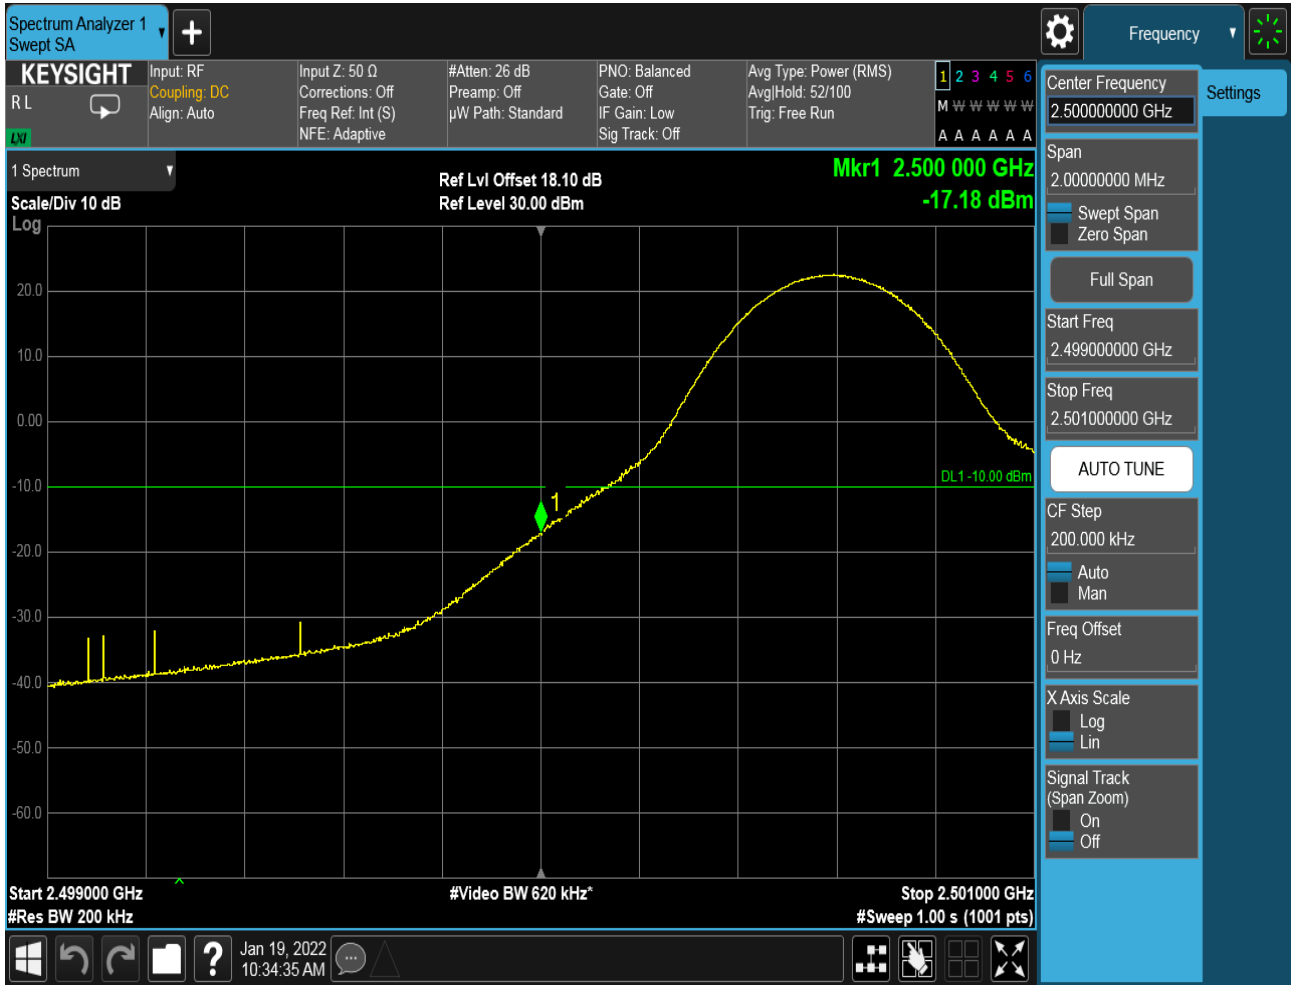 Spectrum Analyzer 1
Swept SA
Frequency
KEYSIGHT
R L
LXI
Input: RF
Coupling: DC
Align: Auto
Input Z: 50 Ω
Corrections: Off
Freq Ref: Int (S)
NFE: Adaptive
#Atten: 26 dB
Preamp: Off
µW Path: Standard
PNO: Balanced
Gate: Off
IF Gain: Low
Sig Track: Off
Avg Type: Power (RMS)
Avg|Hold: 52/100
Trig: Free Run
1 2 3 4 5 6
M W W W W W
A A A A A A
1 Spectrum
Scale/Div 10 dB
Log
Ref Lvl Offset 18.10 dB
Ref Level 30.00 dBm
Mkr1 2.500 000 GHz
-17.18 dBm
20.0
10.0
0.00
-10.0
-20.0
-30.0
-40.0
-50.0
-60.0
DL1 -10.00 dBm
1
Start 2.499000 GHz
#Res BW 200 kHz
#Video BW 620 kHz*
Stop 2.501000 GHz
#Sweep 1.00 s (1001 pts)
Jan 19, 2022
10:34:35 AM
Settings
Center Frequency
2.500000000 GHz
Span
2.00000000 MHz
Swept Span
Zero Span
Full Span
Start Freq
2.499000000 GHz
Stop Freq
2.501000000 GHz
AUTO TUNE
CF Step
200.000 kHz
Auto
Man
Freq Offset
0 Hz
X Axis Scale
Log
Lin
Signal Track
(Span Zoom)
On
Off